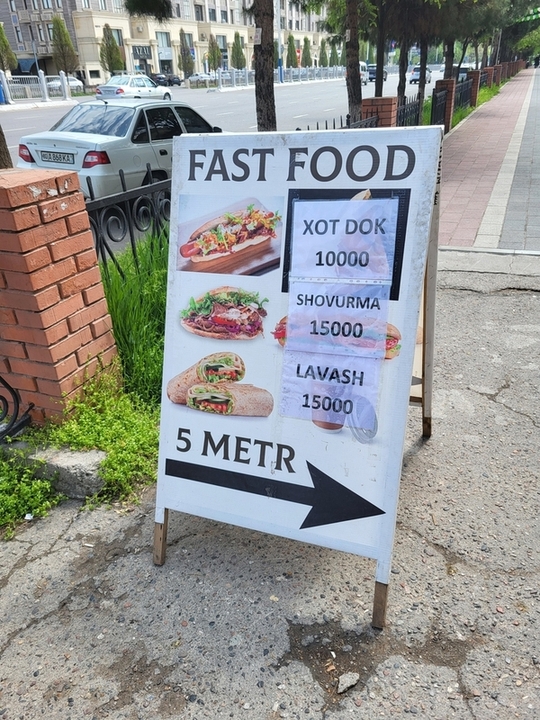 FAST FOOD
XOT DOK
10000
SHOVURMA
15000
LAVASH
15000
5 METR